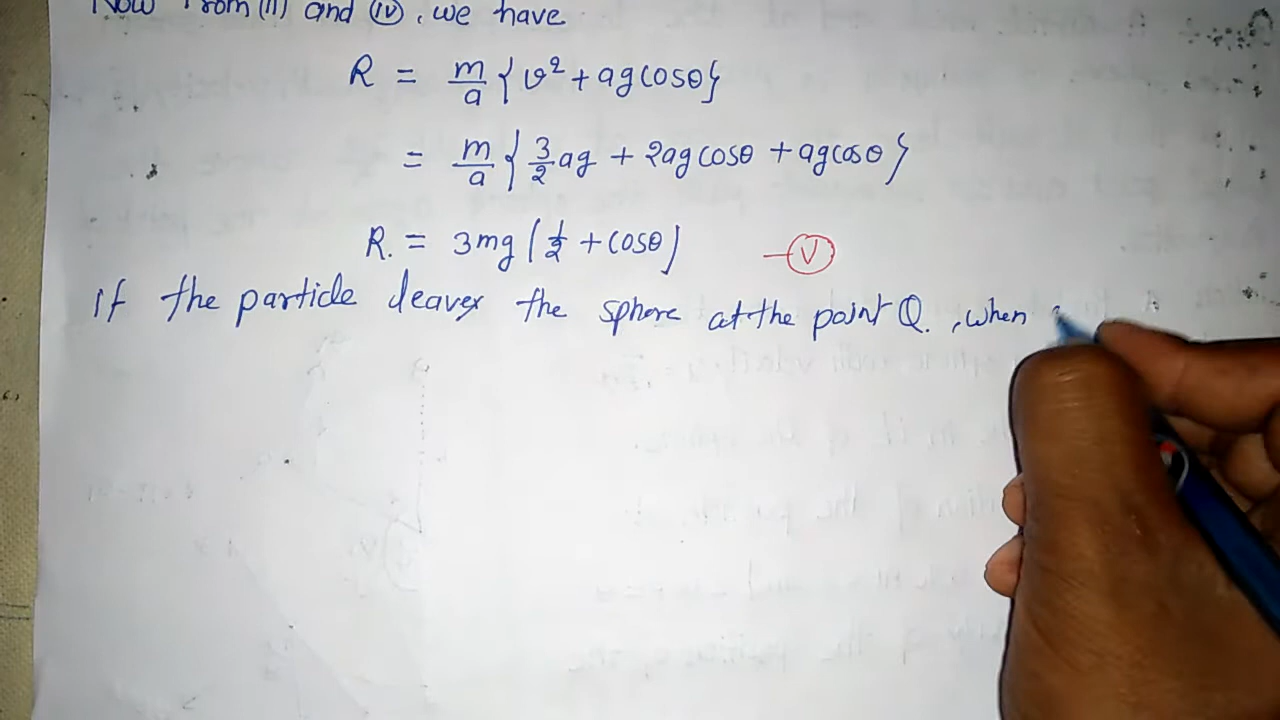 Now from (ii) and (iv), we have
R = m/a {v² + ag cosθ}
= m/a {3/2 ag + 2ag cosθ + ag cosθ}
R. = 3mg (1/2 + cosθ) — (V)
If the particle leaves the sphere at the point Q. , when